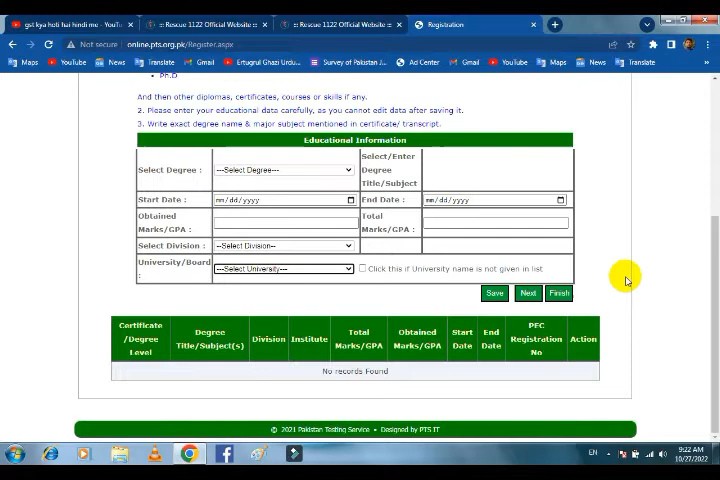 gst kya hoti hai hindi me - YouT
::: Rescue 1122 Official Website :::
::: Rescue 1122 Official Website :::
Registration
Not secure | online.pts.org.pk/Register.aspx
Maps
YouTube
News
Translate
Gmail
Ertugrul Ghazi Urdu...
Survey of Pakistan J...
Ad Center
Gmail
YouTube
Maps
News
Translate
»
• Ph.D
And then other diplomas, certificates, courses or skills if any.
2. Please enter your educational data carefully, as you cannot edit data after saving it.
3. Write exact degree name & major subject mentioned in certificate/ transcript.
Educational Information
Select Degree :
---Select Degree---
Select/Enter
Degree
Title/Subject
Start Date :
mm/dd/yyyy
End Date :
mm/dd/yyyy
Obtained
Marks/GPA :
Total
Marks/GPA :
Select Division :
--Select Division--
University/Board
:
---Select University---
Click this if University name is not given in list
Save
Next
Finish
Certificate
/Degree
Level
Degree
Title/Subject(s)
Division
Institute
Total
Marks/GPA
Obtained
Marks/GPA
Start
Date
End
Date
PEC
Registration
No
Action
No records Found
© 2021 Pakistan Testing Service - Designed by PTS IT
EN
9:22 AM
10/27/2022